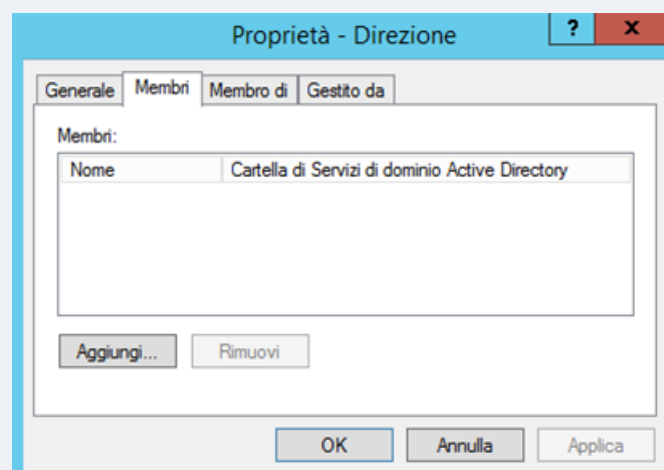 Proprietà - Direzione
?
x
Generale Membri Membro di Gestito da
Membri:
Nome Cartella di Servizi di dominio Active Directory
Aggiungi... Rimuovi
OK Annulla Applica